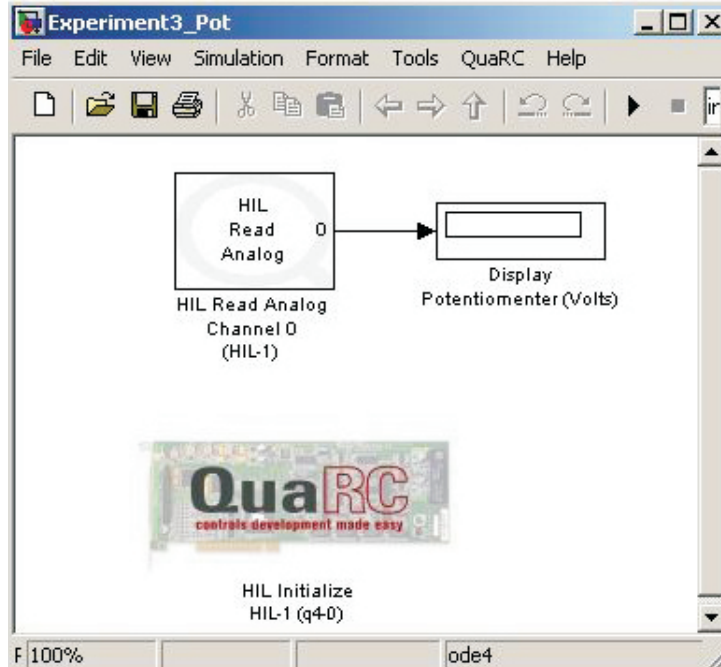 Experiment3_Pot
File Edit View Simulation Format Tools QuaRC Help
HIL
Read 0
Analog
HIL Read Analog
Channel 0
(HIL-1)
Display
Potentiomenter (Volts)
QuaRC
controls development made easy
HIL Initialize
HIL-1 (q4-0)
100%
ode4